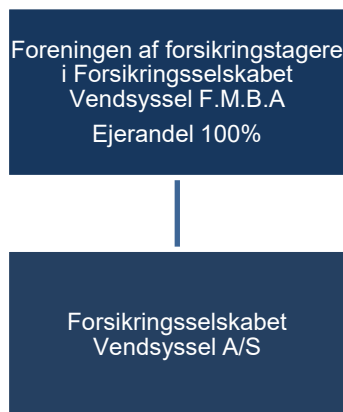 Foreningen af forsikringstagere
i Forsikringsselskabet
Vendsyssel F.M.B.A
Ejerandel 100%
Forsikringsselskabet
Vendsyssel A/S